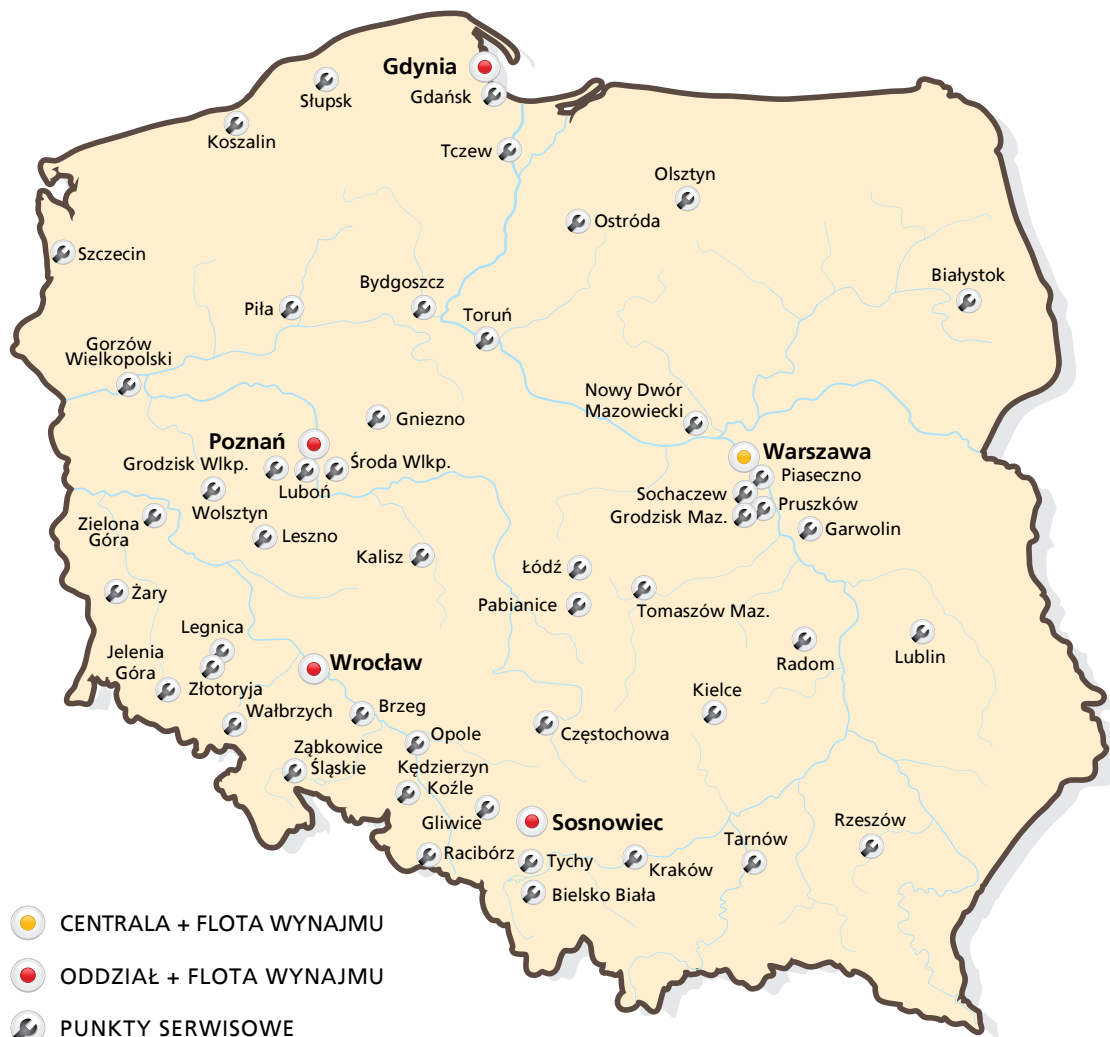 Gdynia
Gdańsk
Słupsk
Koszalin
Tczew
Olsztyn
Ostróda
Szczecin
Białystok
Bydgoszcz
Piła
Toruń
Gorzów
Wielkopolski
Nowy Dwór
Mazowiecki
Gniezno
Poznań
Warszawa
Grodzisk Wlkp.
Środa Wlkp.
Luboń
Piaseczno
Sochaczew
Wolsztyn
Pruszków
Grodzisk Maz.
Zielona
Góra
Garwolin
Leszno
Kalisz
Łódź
Żary
Pabianice
Tomaszów Maz.
Legnica
Radom
Lublin
Jelenia
Góra
Wrocław
Złotoryja
Kielce
Wałbrzych
Brzeg
Opole
Częstochowa
Ząbkowice
Śląskie
Kędzierzyn
Koźle
Gliwice
Sosnowiec
Rzeszów
Tarnów
Racibórz
Tychy
Kraków
Bielsko Biała
CENTRALA + FLOTA WYNAJMU
ODDZIAŁ + FLOTA WYNAJMU
PUNKTY SERWISOWE